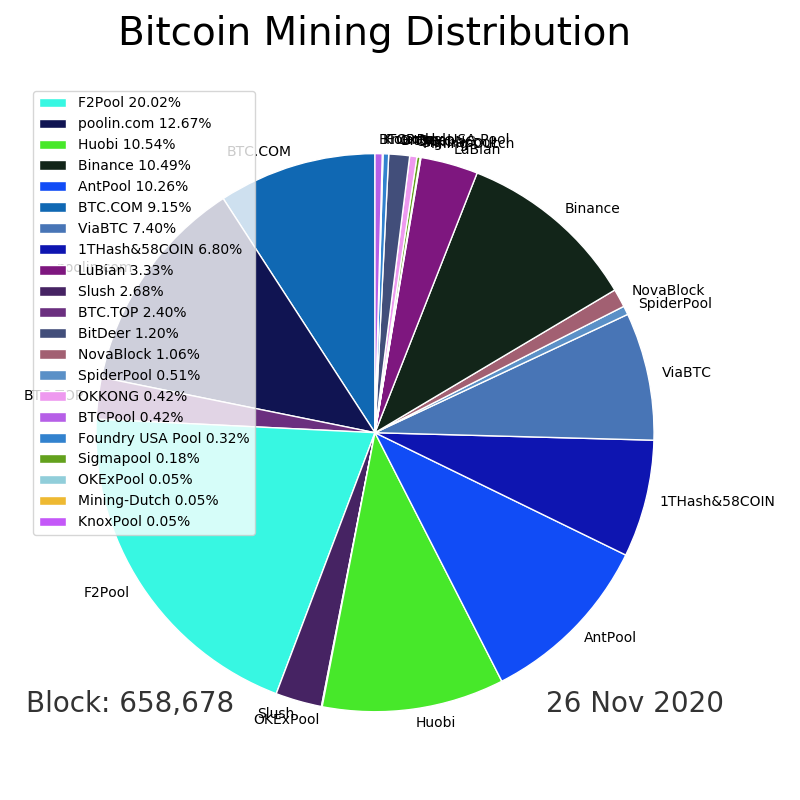 Bitcoin Mining Distribution
F2Pool 20.02%
poolin.com 12.67%
Huobi 10.54%
Binance 10.49%
AntPool 10.26%
BTC.COM 9.15%
ViaBTC 7.40%
1THash&58COIN 6.80%
LuBian 3.33%
Slush 2.68%
BTC.TOP 2.40%
BitDeer 1.20%
NovaBlock 1.06%
SpiderPool 0.51%
OKKONG 0.42%
BTCPool 0.42%
Foundry USA Pool 0.32%
Sigmapool 0.18%
OKExPool 0.05%
Mining-Dutch 0.05%
KnoxPool 0.05%
BTC.COM
LuBian
Binance
NovaBlock
SpiderPool
ViaBTC
1THash&58COIN
AntPool
Huobi
OKExPool
Slush
F2Pool
Block: 658,678
26 Nov 2020